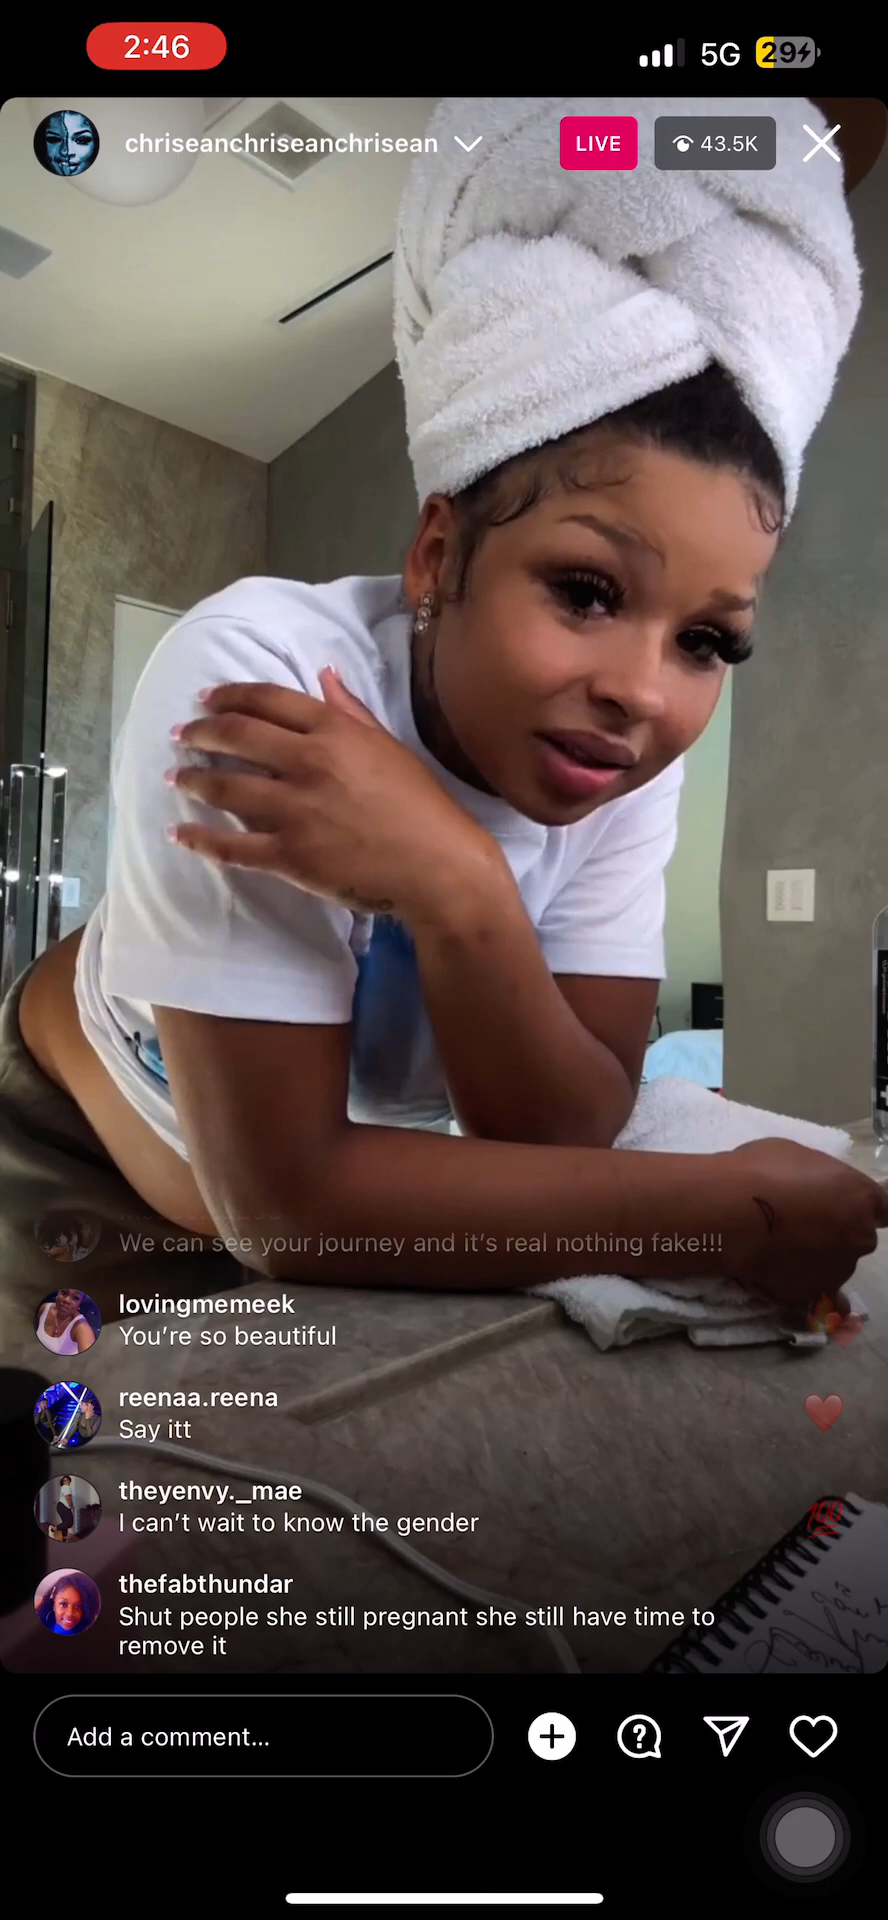 2:46
5G
29
chriseanchriseanchrisean
LIVE
43.5K
We can see your journey and it's real nothing fake!!!
lovingmemeek
You're so beautiful
reenaa.reena
Say itt
theyenvy._mae
I can't wait to know the gender
💯
thefabthundar
Shut people she still pregnant she still have time to
remove it
Add a comment...